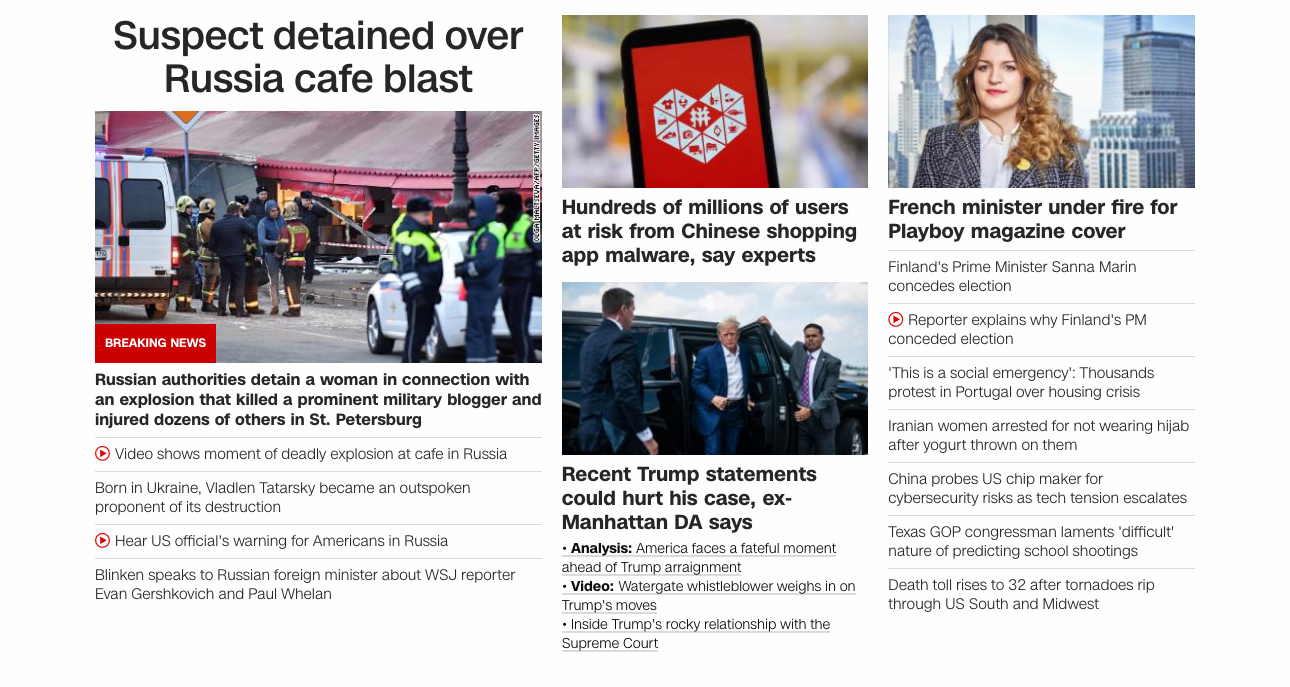 Suspect detained over
Russia cafe blast
OLGA MALTSEVA/AFP/GETTY IMAGES
BREAKING NEWS
Russian authorities detain a woman in connection with
an explosion that killed a prominent military blogger and
injured dozens of others in St. Petersburg
Video shows moment of deadly explosion at cafe in Russia
Born in Ukraine, Vladlen Tatarsky became an outspoken
proponent of its destruction
Hear US official's warning for Americans in Russia
Blinken speaks to Russian foreign minister about WSJ reporter
Evan Gershkovich and Paul Whelan
Hundreds of millions of users
at risk from Chinese shopping
app malware, say experts
Recent Trump statements
could hurt his case, ex-
Manhattan DA says
• Analysis: America faces a fateful moment
ahead of Trump arraignment
• Video: Watergate whistleblower weighs in on
Trump's moves
• Inside Trump's rocky relationship with the
Supreme Court
French minister under fire for
Playboy magazine cover
Finland's Prime Minister Sanna Marin
concedes election
Reporter explains why Finland's PM
conceded election
'This is a social emergency': Thousands
protest in Portugal over housing crisis
Iranian women arrested for not wearing hijab
after yogurt thrown on them
China probes US chip maker for
cybersecurity risks as tech tension escalates
Texas GOP congressman laments 'difficult'
nature of predicting school shootings
Death toll rises to 32 after tornadoes rip
through US South and Midwest